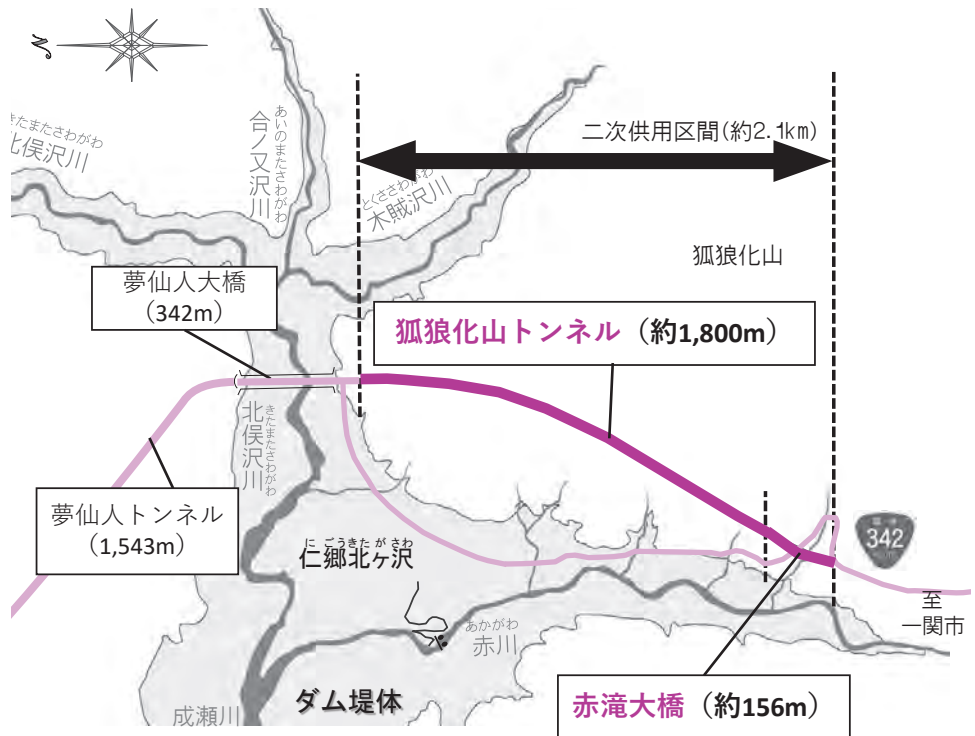 二次供用区間(約2.1km)
きたまたさわがわ
北俣沢川
あいのまたさわがわ
合ノ又沢川
とくささわがわ
木賊沢川
狐狼化山
夢仙人大橋
（342m）
狐狼化山トンネル（約1,800m）
きたまたさわがわ
北俣沢川
夢仙人トンネル
（1,543m）
にごうきたがさわ
仁郷北ヶ沢
342
至
一関市
あかがわ
赤川
ダム堤体
赤滝大橋（約156m）
成瀬川